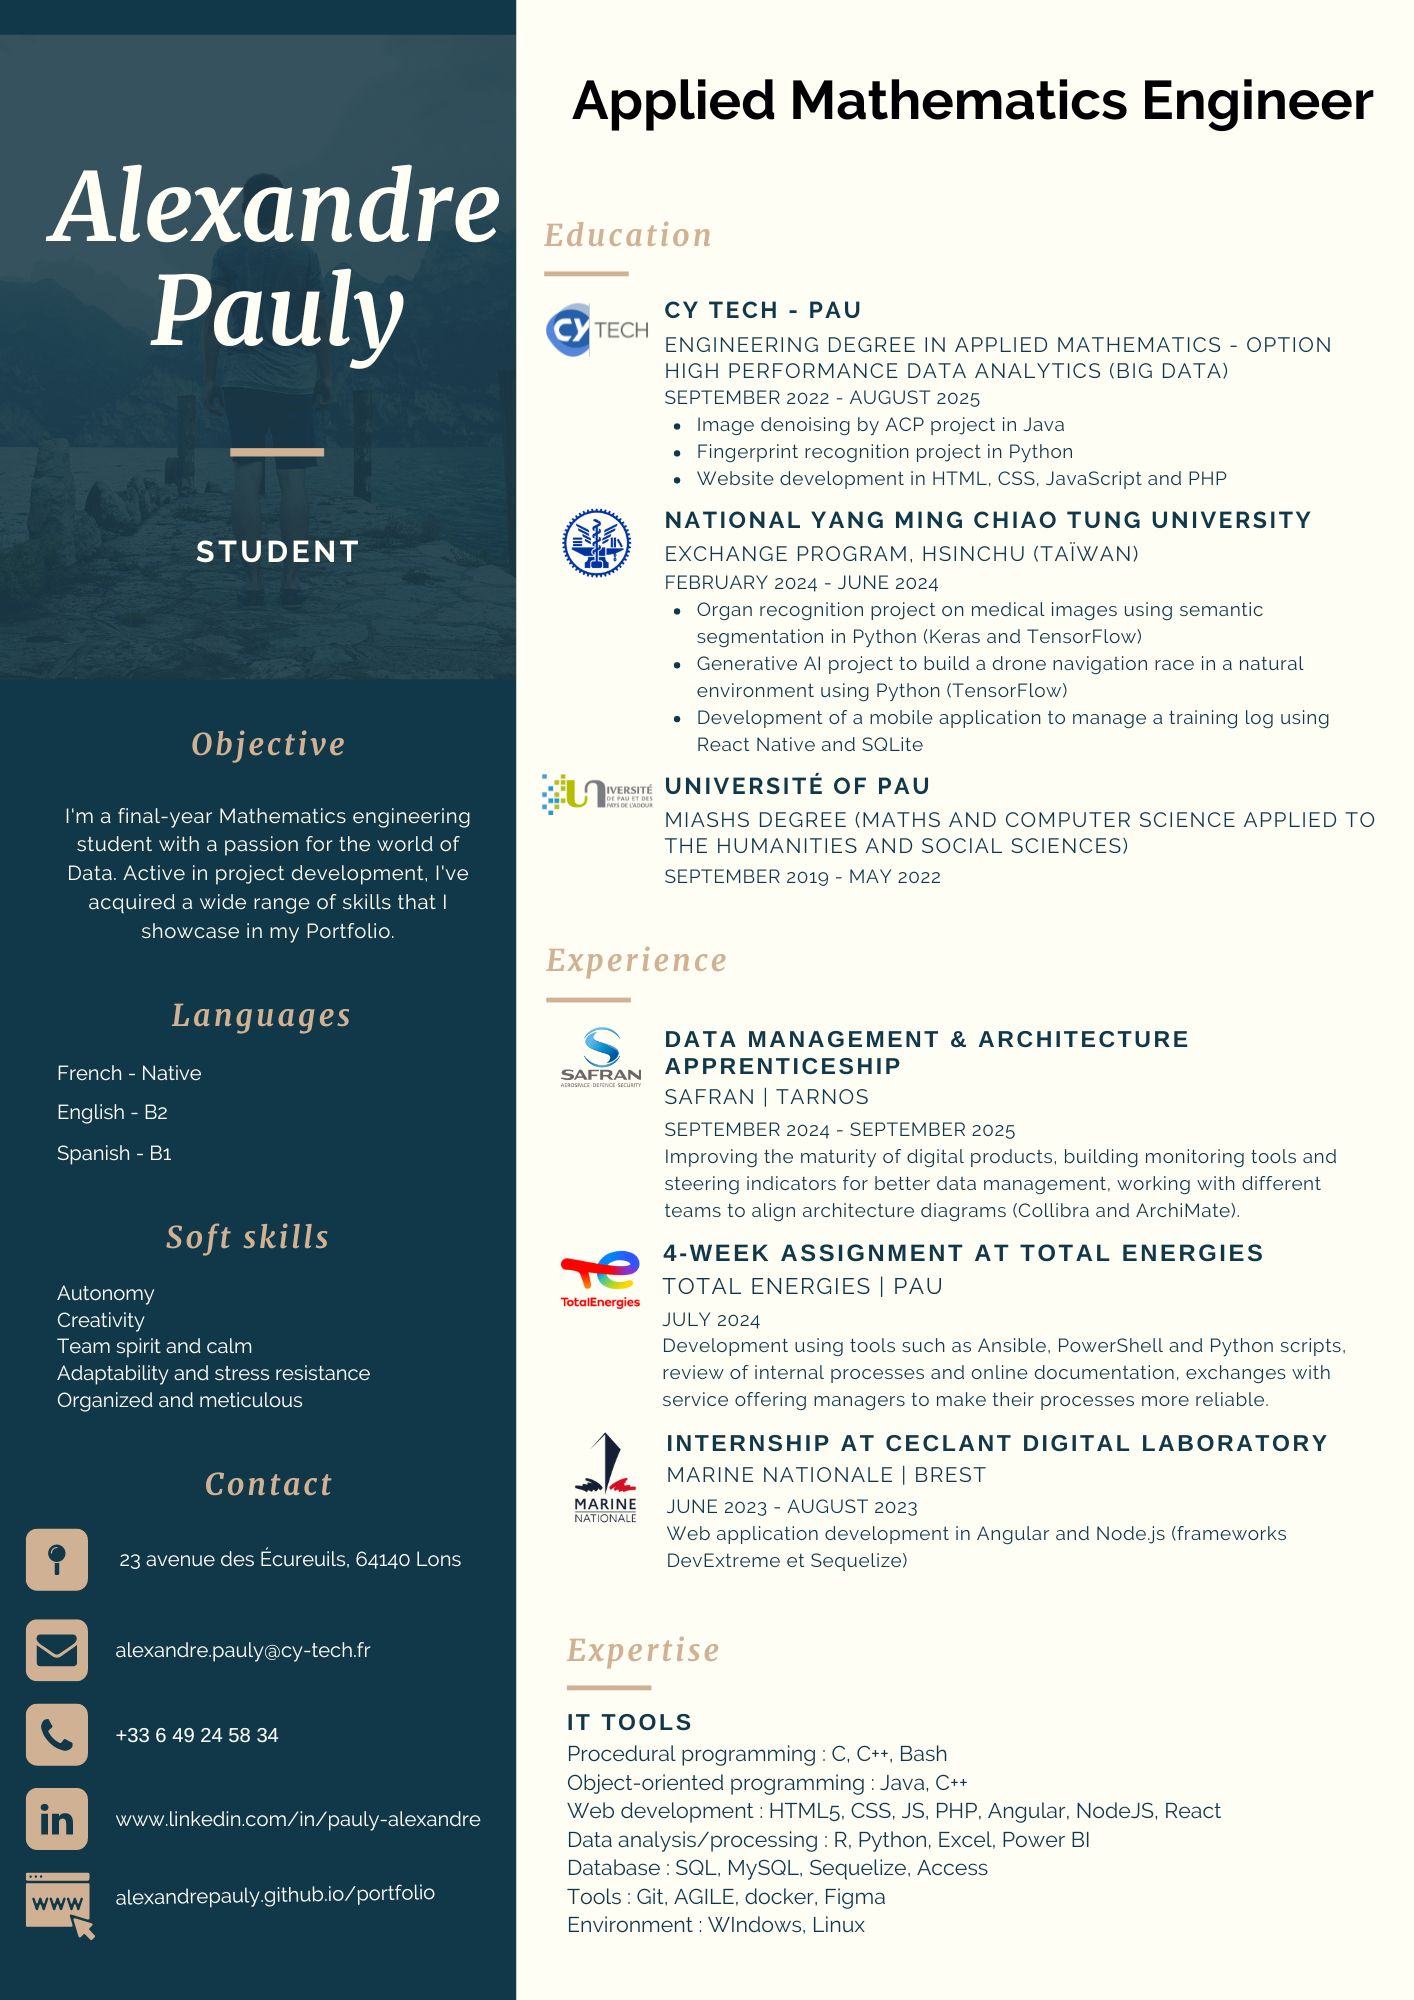 Alexandre
Pauly
STUDENT
Objective
I'm a final-year Mathematics engineering
student with a passion for the world of
Data. Active in project development, I've
acquired a wide range of skills that I
showcase in my Portfolio.
Languages
French - Native
English - B2
Spanish - B1
Soft skills
Autonomy
Creativity
Team spirit and calm
Adaptability and stress resistance
Organized and meticulous
Contact
23 avenue des Écureuils, 64140 Lons
alexandre.pauly@cy-tech.fr
+33 6 49 24 58 34
in
www.linkedin.com/in/pauly-alexandre
WWW
alexandrepauly.github.io/portfolio
Applied Mathematics Engineer
Education
CY TECH
CY TECH - PAU
ENGINEERING DEGREE IN APPLIED MATHEMATICS - OPTION
HIGH PERFORMANCE DATA ANALYTICS (BIG DATA)
SEPTEMBER 2022 - AUGUST 2025
• Image denoising by ACP project in Java
• Fingerprint recognition project in Python
• Website development in HTML, CSS, JavaScript and PHP
NATIONAL YANG MING CHIAO TUNG UNIVERSITY
EXCHANGE PROGRAM, HSINCHU (TAÏWAN)
FEBRUARY 2024 - JUNE 2024
• Organ recognition project on medical images using semantic
segmentation in Python (Keras and TensorFlow)
• Generative AI project to build a drone navigation race in a natural
environment using Python (TensorFlow)
• Development of a mobile application to manage a training log using
React Native and SQLite
UNIVERSITÉ
DE PAU ET DES
PAYS DE L'ADOUR
UNIVERSITÉ OF PAU
MIASHS DEGREE (MATHS AND COMPUTER SCIENCE APPLIED TO
THE HUMANITIES AND SOCIAL SCIENCES)
SEPTEMBER 2019 - MAY 2022
Experience
SAFRAN
AEROSPACE · DEFENCE · SECURITY
DATA MANAGEMENT & ARCHITECTURE
APPRENTICESHIP
SAFRAN | TARNOS
SEPTEMBER 2024 - SEPTEMBER 2025
Improving the maturity of digital products, building monitoring tools and
steering indicators for better data management, working with different
teams to align architecture diagrams (Collibra and ArchiMate).
TotalEnergies
4-WEEK ASSIGNMENT AT TOTAL ENERGIES
TOTAL ENERGIES | PAU
JULY 2024
Development using tools such as Ansible, PowerShell and Python scripts,
review of internal processes and online documentation, exchanges with
service offering managers to make their processes more reliable.
MARINE
NATIONALE
INTERNSHIP AT CECLANT DIGITAL LABORATORY
MARINE NATIONALE | BREST
JUNE 2023 - AUGUST 2023
Web application development in Angular and Node.js (frameworks
DevExtreme et Sequelize)
Expertise
IT TOOLS
Procedural programming : C, C++, Bash
Object-oriented programming : Java, C++
Web development : HTML5, CSS, JS, PHP, Angular, NodeJS, React
Data analysis/processing : R, Python, Excel, Power BI
Database : SQL, MySQL, Sequelize, Access
Tools : Git, AGILE, docker, Figma
Environment : WIndows, Linux